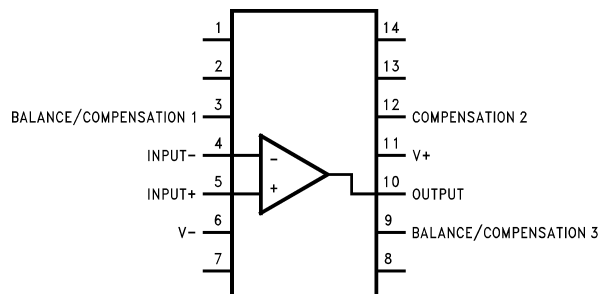 1
14
2
13
BALANCE/COMPENSATION 1
3
12
COMPENSATION 2
INPUT-
4
-
11
V+
INPUT+
5
+
10
OUTPUT
V-
6
9
BALANCE/COMPENSATION 3
7
8